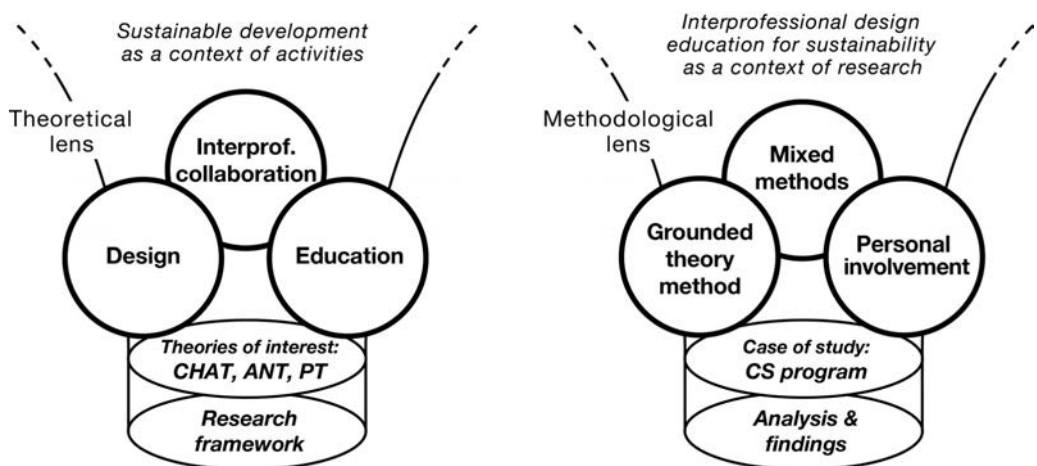 Sustainable development
as a context of activities
Theoretical
lens
Interprof.
collaboration
Design
Education
Theories of interest:
CHAT, ANT, PT
Research
framework
Interprofessional design
education for sustainability
as a context of research
Methodological
lens
Mixed
methods
Grounded
theory
method
Personal
involvement
Case of study:
CS program
Analysis &
findings